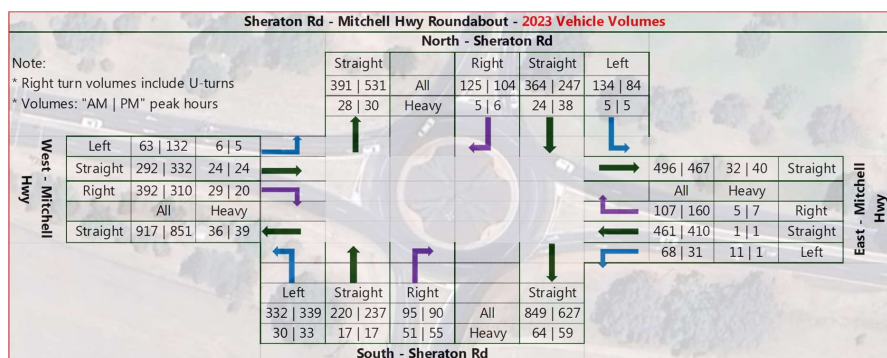 Sheraton Rd - Mitchell Hwy Roundabout - 2023 Vehicle Volumes
North - Sheraton Rd
Note:
* Right turn volumes include U-turns
* Volumes: "AM | PM" peak hours
Straight Right Straight Left
391 | 531 All 125 | 104 364 | 247 134 | 84
28 | 30 Heavy 5 | 6 24 | 38 5 | 5
West - Mitchell Hwy
Left 63 | 132 6 | 5
Straight 292 | 332 24 | 24
Right 392 | 310 29 | 20
All Heavy
Straight 917 | 851 36 | 39
496 | 467 32 | 40 Straight
All Heavy
107 | 160 5 | 7 Right
461 | 410 1 | 1 Straight
68 | 31 11 | 1 Left
East - Mitchell Hwy
Left Straight Right Straight
332 | 339 220 | 237 95 | 90 All 849 | 627
30 | 33 17 | 17 51 | 55 Heavy 64 | 59
South - Sheraton Rd